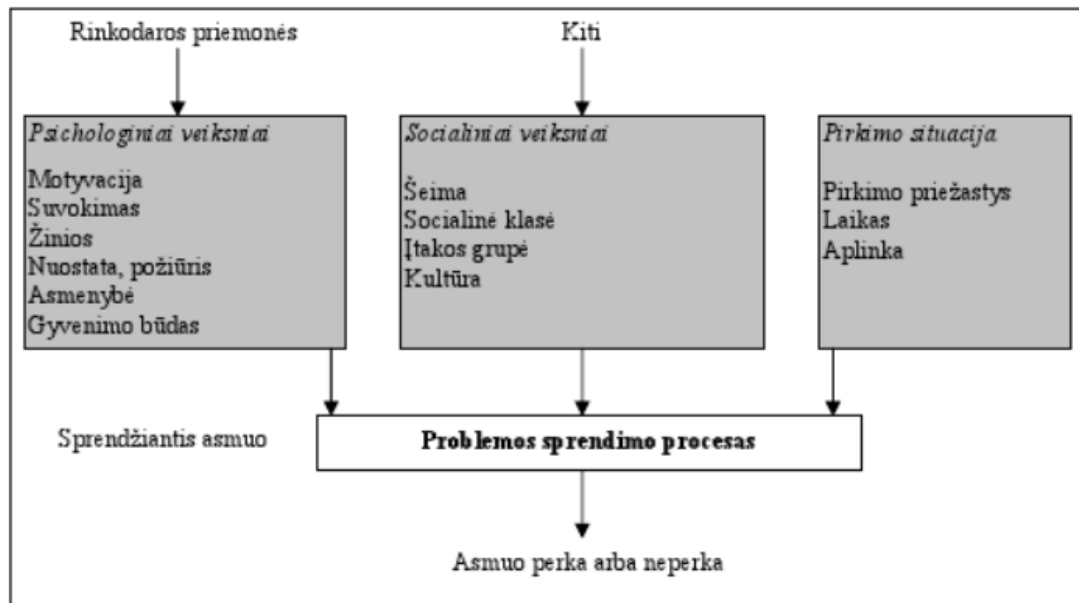 Rinkodaros priemonės
Kiti
Psichologiniai veiksniai
Motyvacija
Suvokimas
Žinios
Nuostata, požiūris
Asmenybė
Gyvenimo būdas
Socialiniai veiksniai
Šeima
Socialinė klasė
Įtakos grupė
Kultūra
Pirkimo situacija
Pirkimo priežastys
Laikas
Aplinka
Sprendžiantis asmuo
Problemos sprendimo procesas
Asmuo perka arba neperka